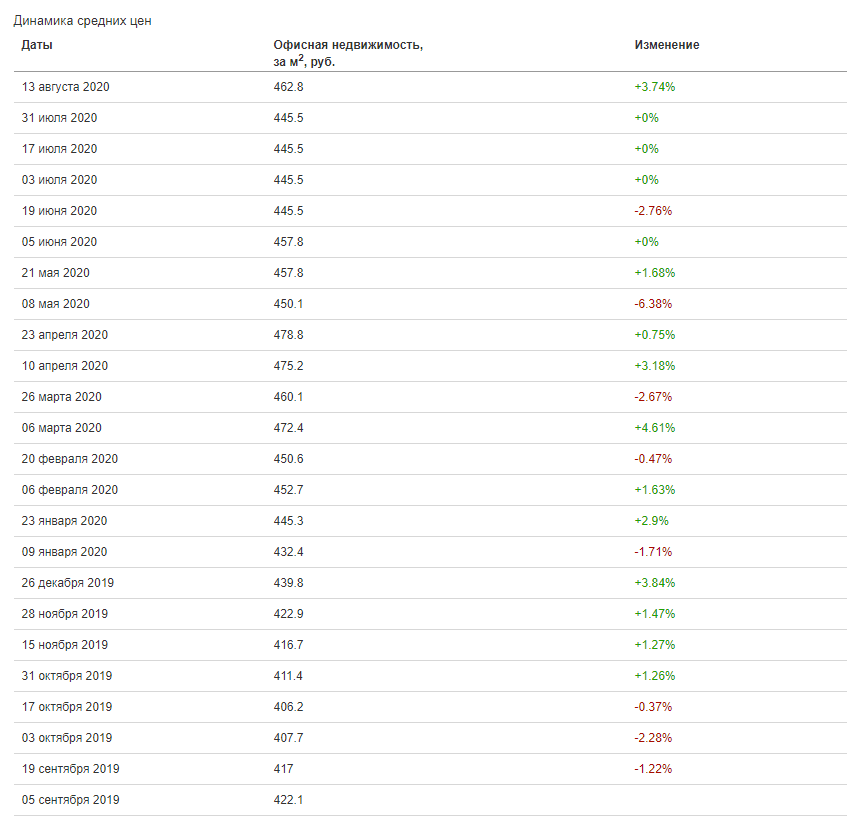 Динамика средних цен
Даты Офисная недвижимость, Изменение
за м², руб.
13 августа 2020 462.8 +3.74%
31 июля 2020 445.5 +0%
17 июля 2020 445.5 +0%
03 июля 2020 445.5 +0%
19 июня 2020 445.5 -2.76%
05 июня 2020 457.8 +0%
21 мая 2020 457.8 +1.68%
08 мая 2020 450.1 -6.38%
23 апреля 2020 478.8 +0.75%
10 апреля 2020 475.2 +3.18%
26 марта 2020 460.1 -2.67%
06 марта 2020 472.4 +4.61%
20 февраля 2020 450.6 -0.47%
06 февраля 2020 452.7 +1.63%
23 января 2020 445.3 +2.9%
09 января 2020 432.4 -1.71%
26 декабря 2019 439.8 +3.84%
28 ноября 2019 422.9 +1.47%
15 ноября 2019 416.7 +1.27%
31 октября 2019 411.4 +1.26%
17 октября 2019 406.2 -0.37%
03 октября 2019 407.7 -2.28%
19 сентября 2019 417 -1.22%
05 сентября 2019 422.1